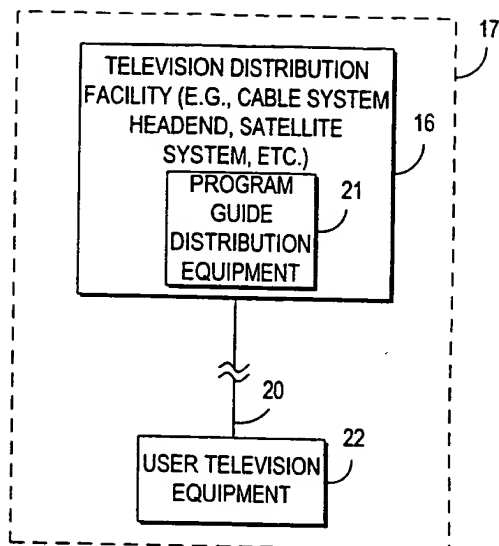 17
TELEVISION DISTRIBUTION
FACILITY (E.G., CABLE SYSTEM
HEADEND, SATELLITE
SYSTEM, ETC.)
16
PROGRAM
GUIDE
DISTRIBUTION
EQUIPMENT
21
20
22
USER TELEVISION
EQUIPMENT